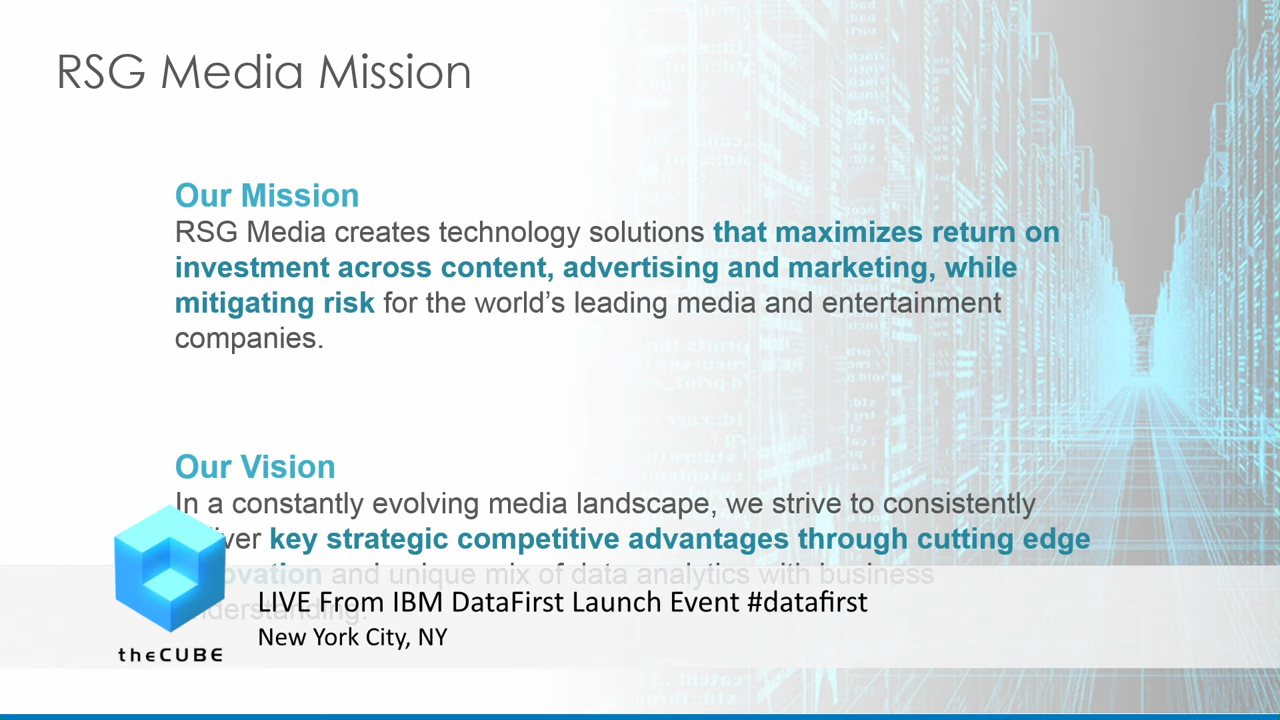 RSG Media Mission
Our Mission
RSG Media creates technology solutions that maximizes return on
investment across content, advertising and marketing, while
mitigating risk for the world's leading media and entertainment
companies.
Our Vision
In a constantly evolving media landscape, we strive to consistently
key strategic competitive advantages through cutting edge
and unique mix of data analytics with business
LIVE From IBM DataFirst Launch Event #datafirst
New York City, NY
theCUBE